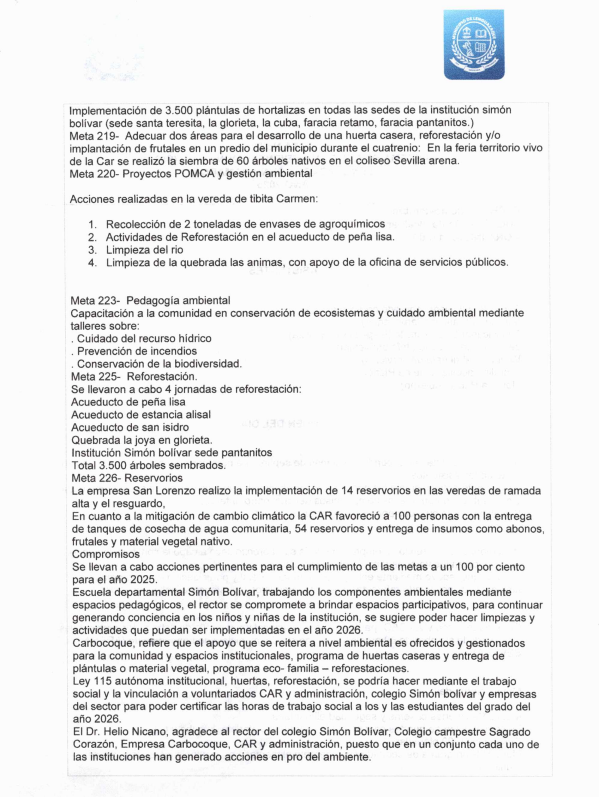 Implementación de 3.500 plántulas de hortalizas en todas las sedes de la institución simón
bolívar (sede santa teresita, la glorieta, la cuba, faracia retamo, faracia pantanitos.)
Meta 219- Adecuar dos áreas para el desarrollo de una huerta casera, reforestación y/o
implantación de frutales en un predio del municipio durante el cuatrenio: En la feria territorio vivo
de la Car se realizó la siembra de 60 árboles nativos en el coliseo Sevilla arena.
Meta 220- Proyectos POMCA y gestión ambiental
Acciones realizadas en la vereda de tibita Carmen:
1. Recolección de 2 toneladas de envases de agroquímicos
2. Actividades de Reforestación en el acueducto de peña lisa.
3. Limpieza del rio
4. Limpieza de la quebrada las animas, con apoyo de la oficina de servicios públicos.
Meta 223- Pedagogía ambiental
Capacitación a la comunidad en conservación de ecosistemas y cuidado ambiental mediante
talleres sobre:
. Cuidado del recurso hídrico
. Prevención de incendios
. Conservación de la biodiversidad.
Meta 225- Reforestación.
Se llevaron a cabo 4 jornadas de reforestación:
Acueducto de peña lisa
Acueducto de estancia alisal
Acueducto de san isidro
Quebrada la joya en glorieta.
Institución Simón bolívar sede pantanitos
Total 3.500 árboles sembrados.
Meta 226- Reservorios
La empresa San Lorenzo realizo la implementación de 14 reservorios en las veredas de ramada
alta y el resguardo,
En cuanto a la mitigación de cambio climático la CAR favoreció a 100 personas con la entrega
de tanques de cosecha de agua comunitaria, 54 reservorios y entrega de insumos como abonos,
frutales y material vegetal nativo.
Compromisos
Se llevan a cabo acciones pertinentes para el cumplimiento de las metas a un 100 por ciento
para el año 2025.
Escuela departamental Simón Bolívar, trabajando los componentes ambientales mediante
espacios pedagógicos, el rector se compromete a brindar espacios participativos, para continuar
generando conciencia en los niños y niñas de la institución, se sugiere poder hacer limpiezas y
actividades que puedan ser implementadas en el año 2026.
Carbocoque, refiere que el apoyo que se reitera a nivel ambiental es ofrecidos y gestionados
para la comunidad y espacios institucionales, programa de huertas caseras y entrega de
plántulas o material vegetal, programa eco- familia – reforestaciones.
Ley 115 autónoma institucional, huertas, reforestación, se podría hacer mediante el trabajo
social y la vinculación a voluntariados CAR y administración, colegio Simón bolívar y empresas
del sector para poder certificar las horas de trabajo social a los y las estudiantes del grado del
año 2026.
El Dr. Helio Nicano, agradece al rector del colegio Simón Bolívar, Colegio campestre Sagrado
Corazón, Empresa Carbocoque, CAR y administración, puesto que en un conjunto cada uno de
las instituciones han generado acciones en pro del ambiente.